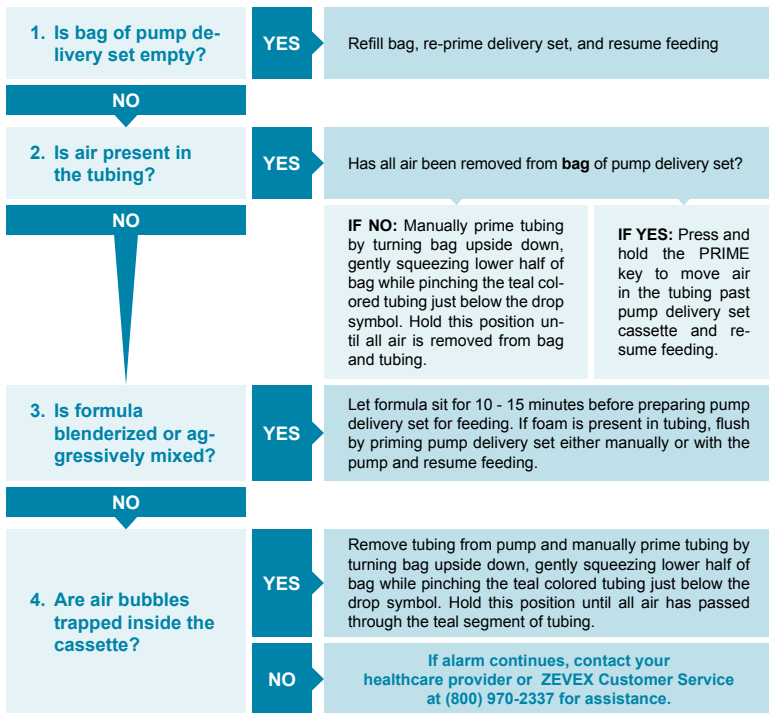 1. Is bag of pump de-
livery set empty?
YES
Refill bag, re-prime delivery set, and resume feeding
NO
2. Is air present in
the tubing?
YES
Has all air been removed from bag of pump delivery set?
NO
IF NO: Manually prime tubing
by turning bag upside down,
gently squeezing lower half of
bag while pinching the teal col-
ored tubing just below the drop
symbol. Hold this position un-
til all air is removed from bag
and tubing.
IF YES: Press and
hold the PRIME
key to move air
in the tubing past
pump delivery set
cassette and re-
sume feeding.
3. Is formula
blenderized or ag-
gressively mixed?
YES
Let formula sit for 10 - 15 minutes before preparing pump
delivery set for feeding. If foam is present in tubing, flush
by priming pump delivery set either manually or with the
pump and resume feeding.
NO
4. Are air bubbles
trapped inside the
cassette?
YES
Remove tubing from pump and manually prime tubing by
turning bag upside down, gently squeezing lower half of
bag while pinching the teal colored tubing just below the
drop symbol. Hold this position until all air has passed
through the teal segment of tubing.
NO
If alarm continues, contact your
healthcare provider or ZEVEX Customer Service
at (800) 970-2337 for assistance.